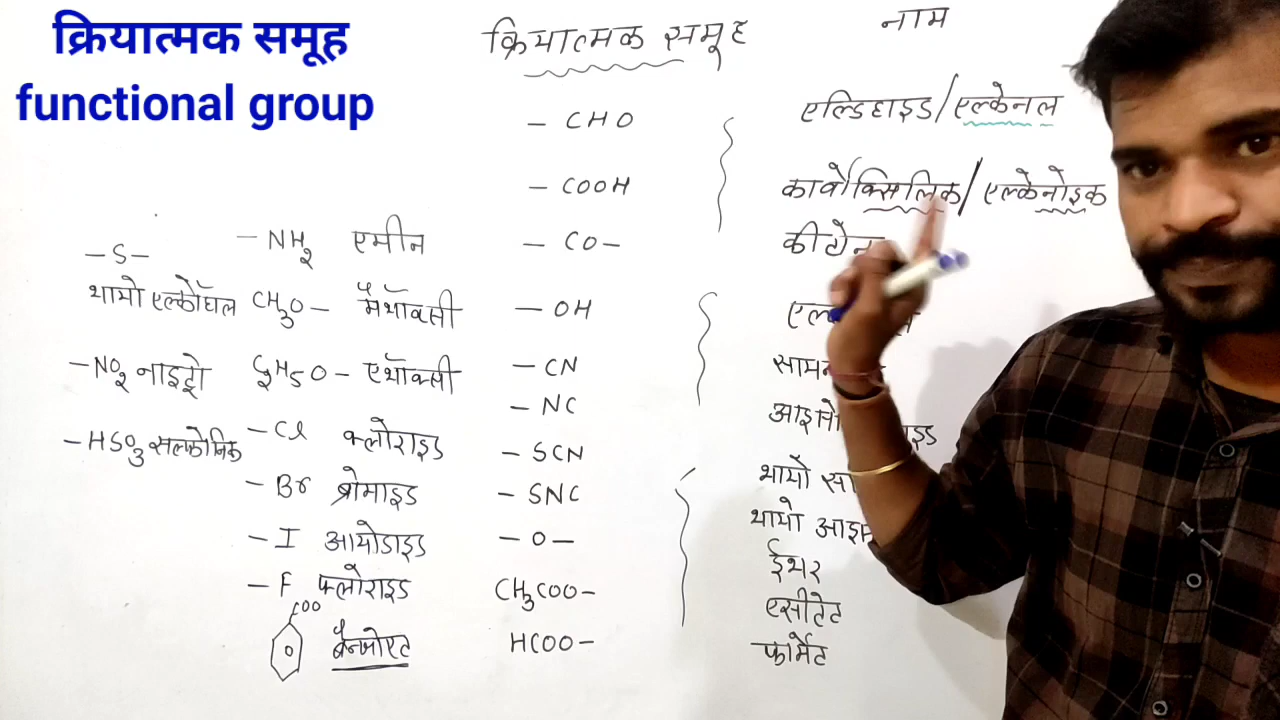 क्रियात्मक समूह
functional group
क्रियात्मक समूह
नाम
– CHO
एल्डिहाइड/एल्केनल
– COOH
कार्बोक्सिलिक/एल्केनोइक
– CO –
कीटोन
– OH
– CN
– NC
– SCN
थायो
– SNC
थायो
– O –
ईथर
CH3COO–
एसीटेट
HCOO–
फार्मेट
– NH2 एमीन
CH3O – मैथॉक्सी
C2H5O – एथॉक्सी
– Cl क्लोराइड
– Br ब्रोमाइड
– I आयोडाइड
– F फ्लोराइड
COO
बैन्जोएट
– S –
थायो एल्कोहॉल
– NO2 नाइट्रो
– HSO3 सल्फोनिक